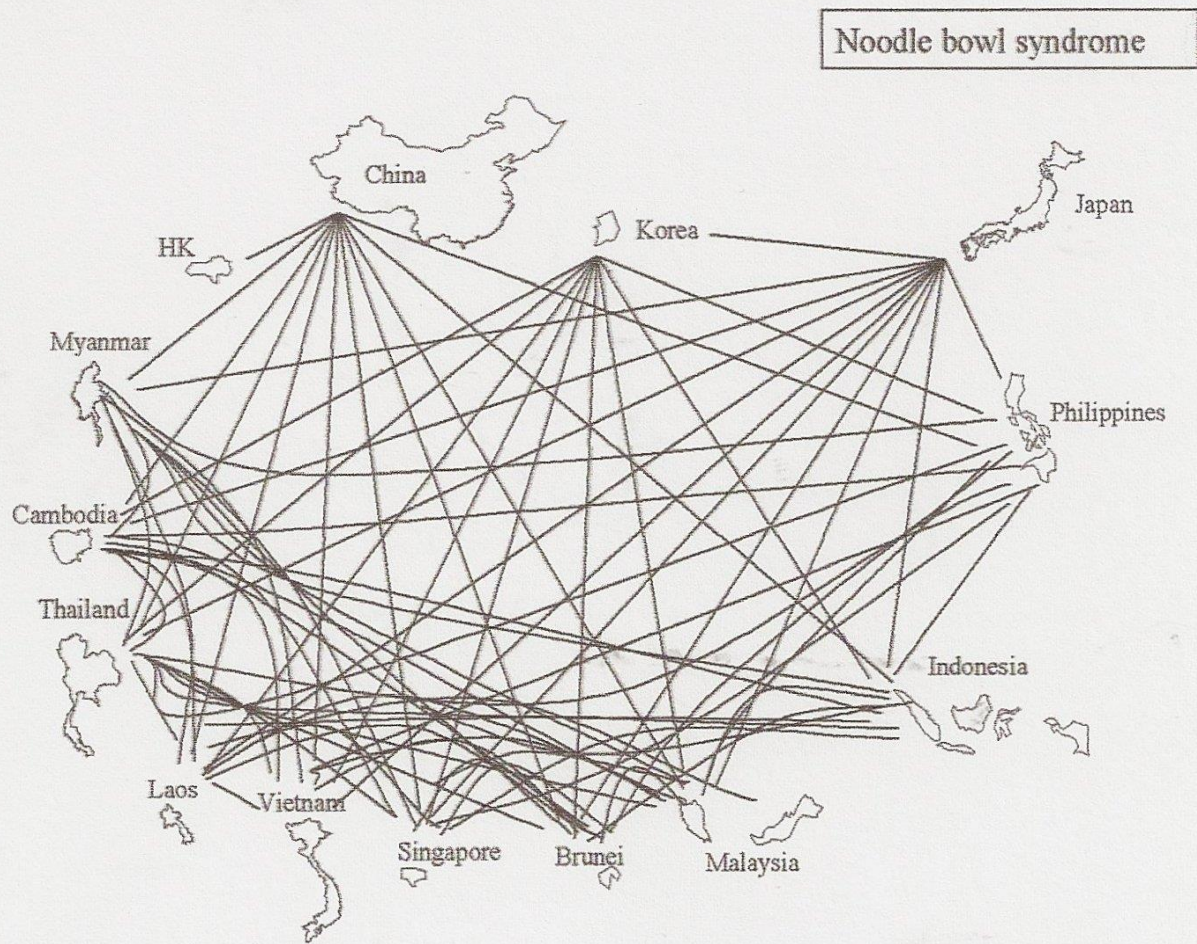 Noodle bowl syndrome
China
Japan
Korea
HK
Myanmar
Philippines
Cambodia
Thailand
Indonesia
Laos
Vietnam
Singapore
Brunei
Malaysia